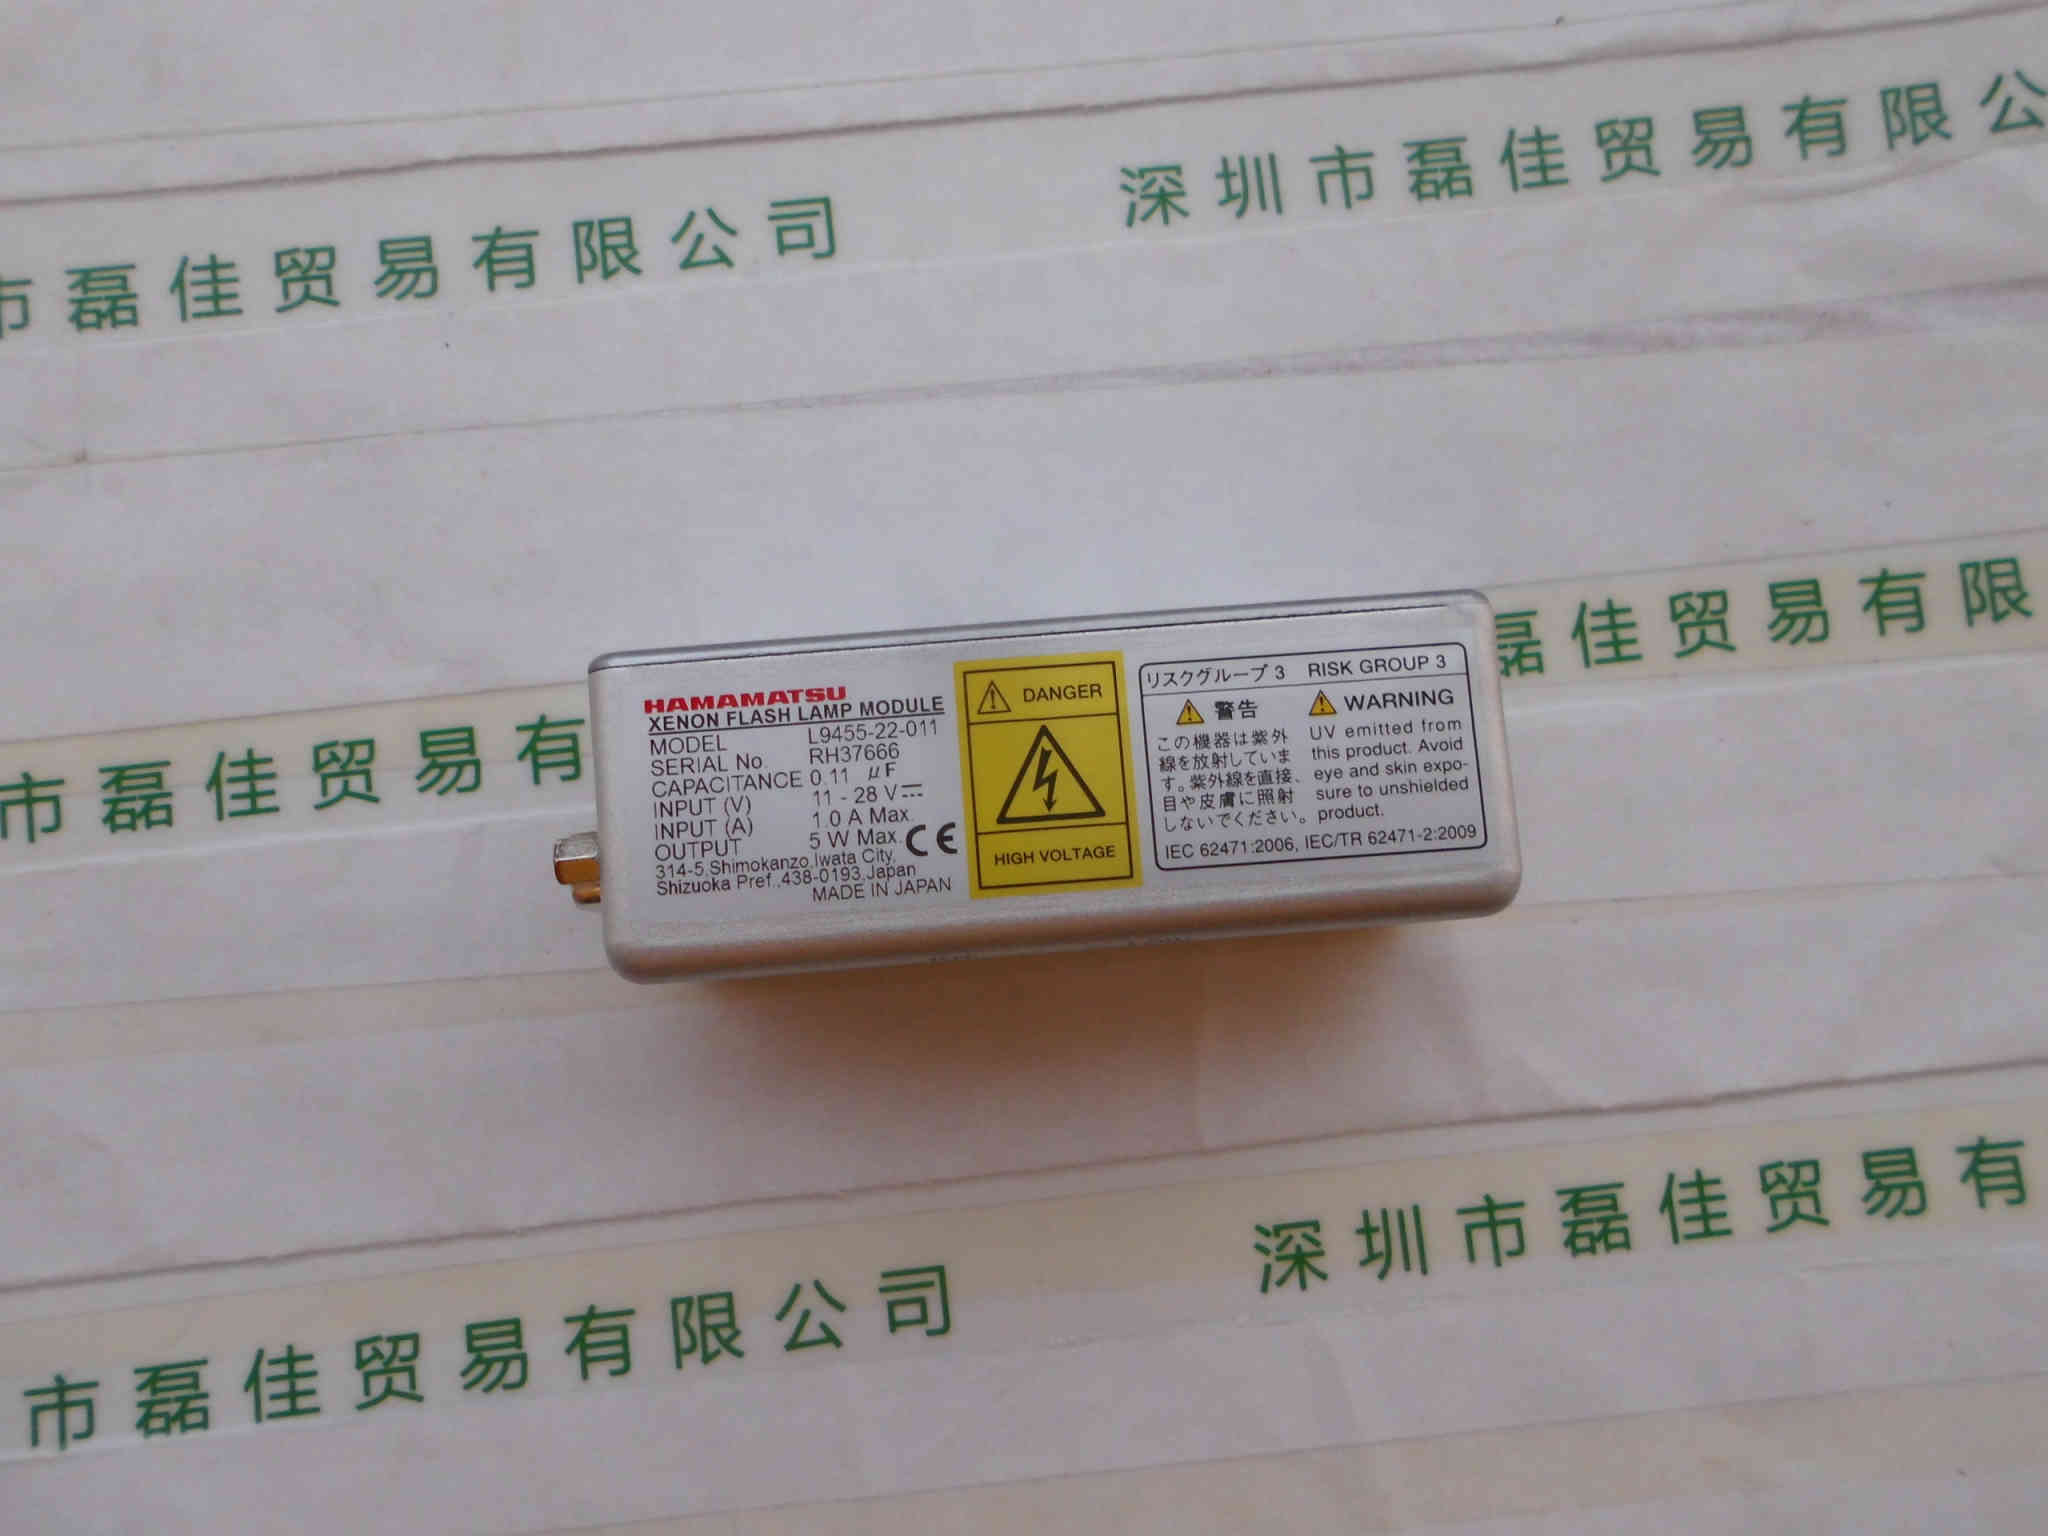 深圳市磊佳贸易有限公
市磊佳贸易有限公司
磊佳贸易有限
市磊佳贸易有
HAMAMATSU
XENON FLASH LAMP MODULE
MODEL L9455-22-011
SERIAL No. RH37666
CAPACITANCE 0.11 μF
INPUT (V) 11 - 28 V
INPUT (A) 1.0 A Max.
OUTPUT 5 W Max.
CE
314-5,Shimokanzo,Iwata City,
Shizuoka Pref.,438-0193,Japan
MADE IN JAPAN
DANGER
HIGH VOLTAGE
リスクグループ 3 RISK GROUP 3
警告
この機器は紫外
線を放射していま
す。紫外線を直接、
目や皮膚に照射
しないでください。
WARNING
UV emitted from
this product. Avoid
eye and skin expo-
sure to unshielded
product.
IEC 62471:2006, IEC/TR 62471-2:2009
深圳市磊佳贸易有
市磊佳贸易有限公司